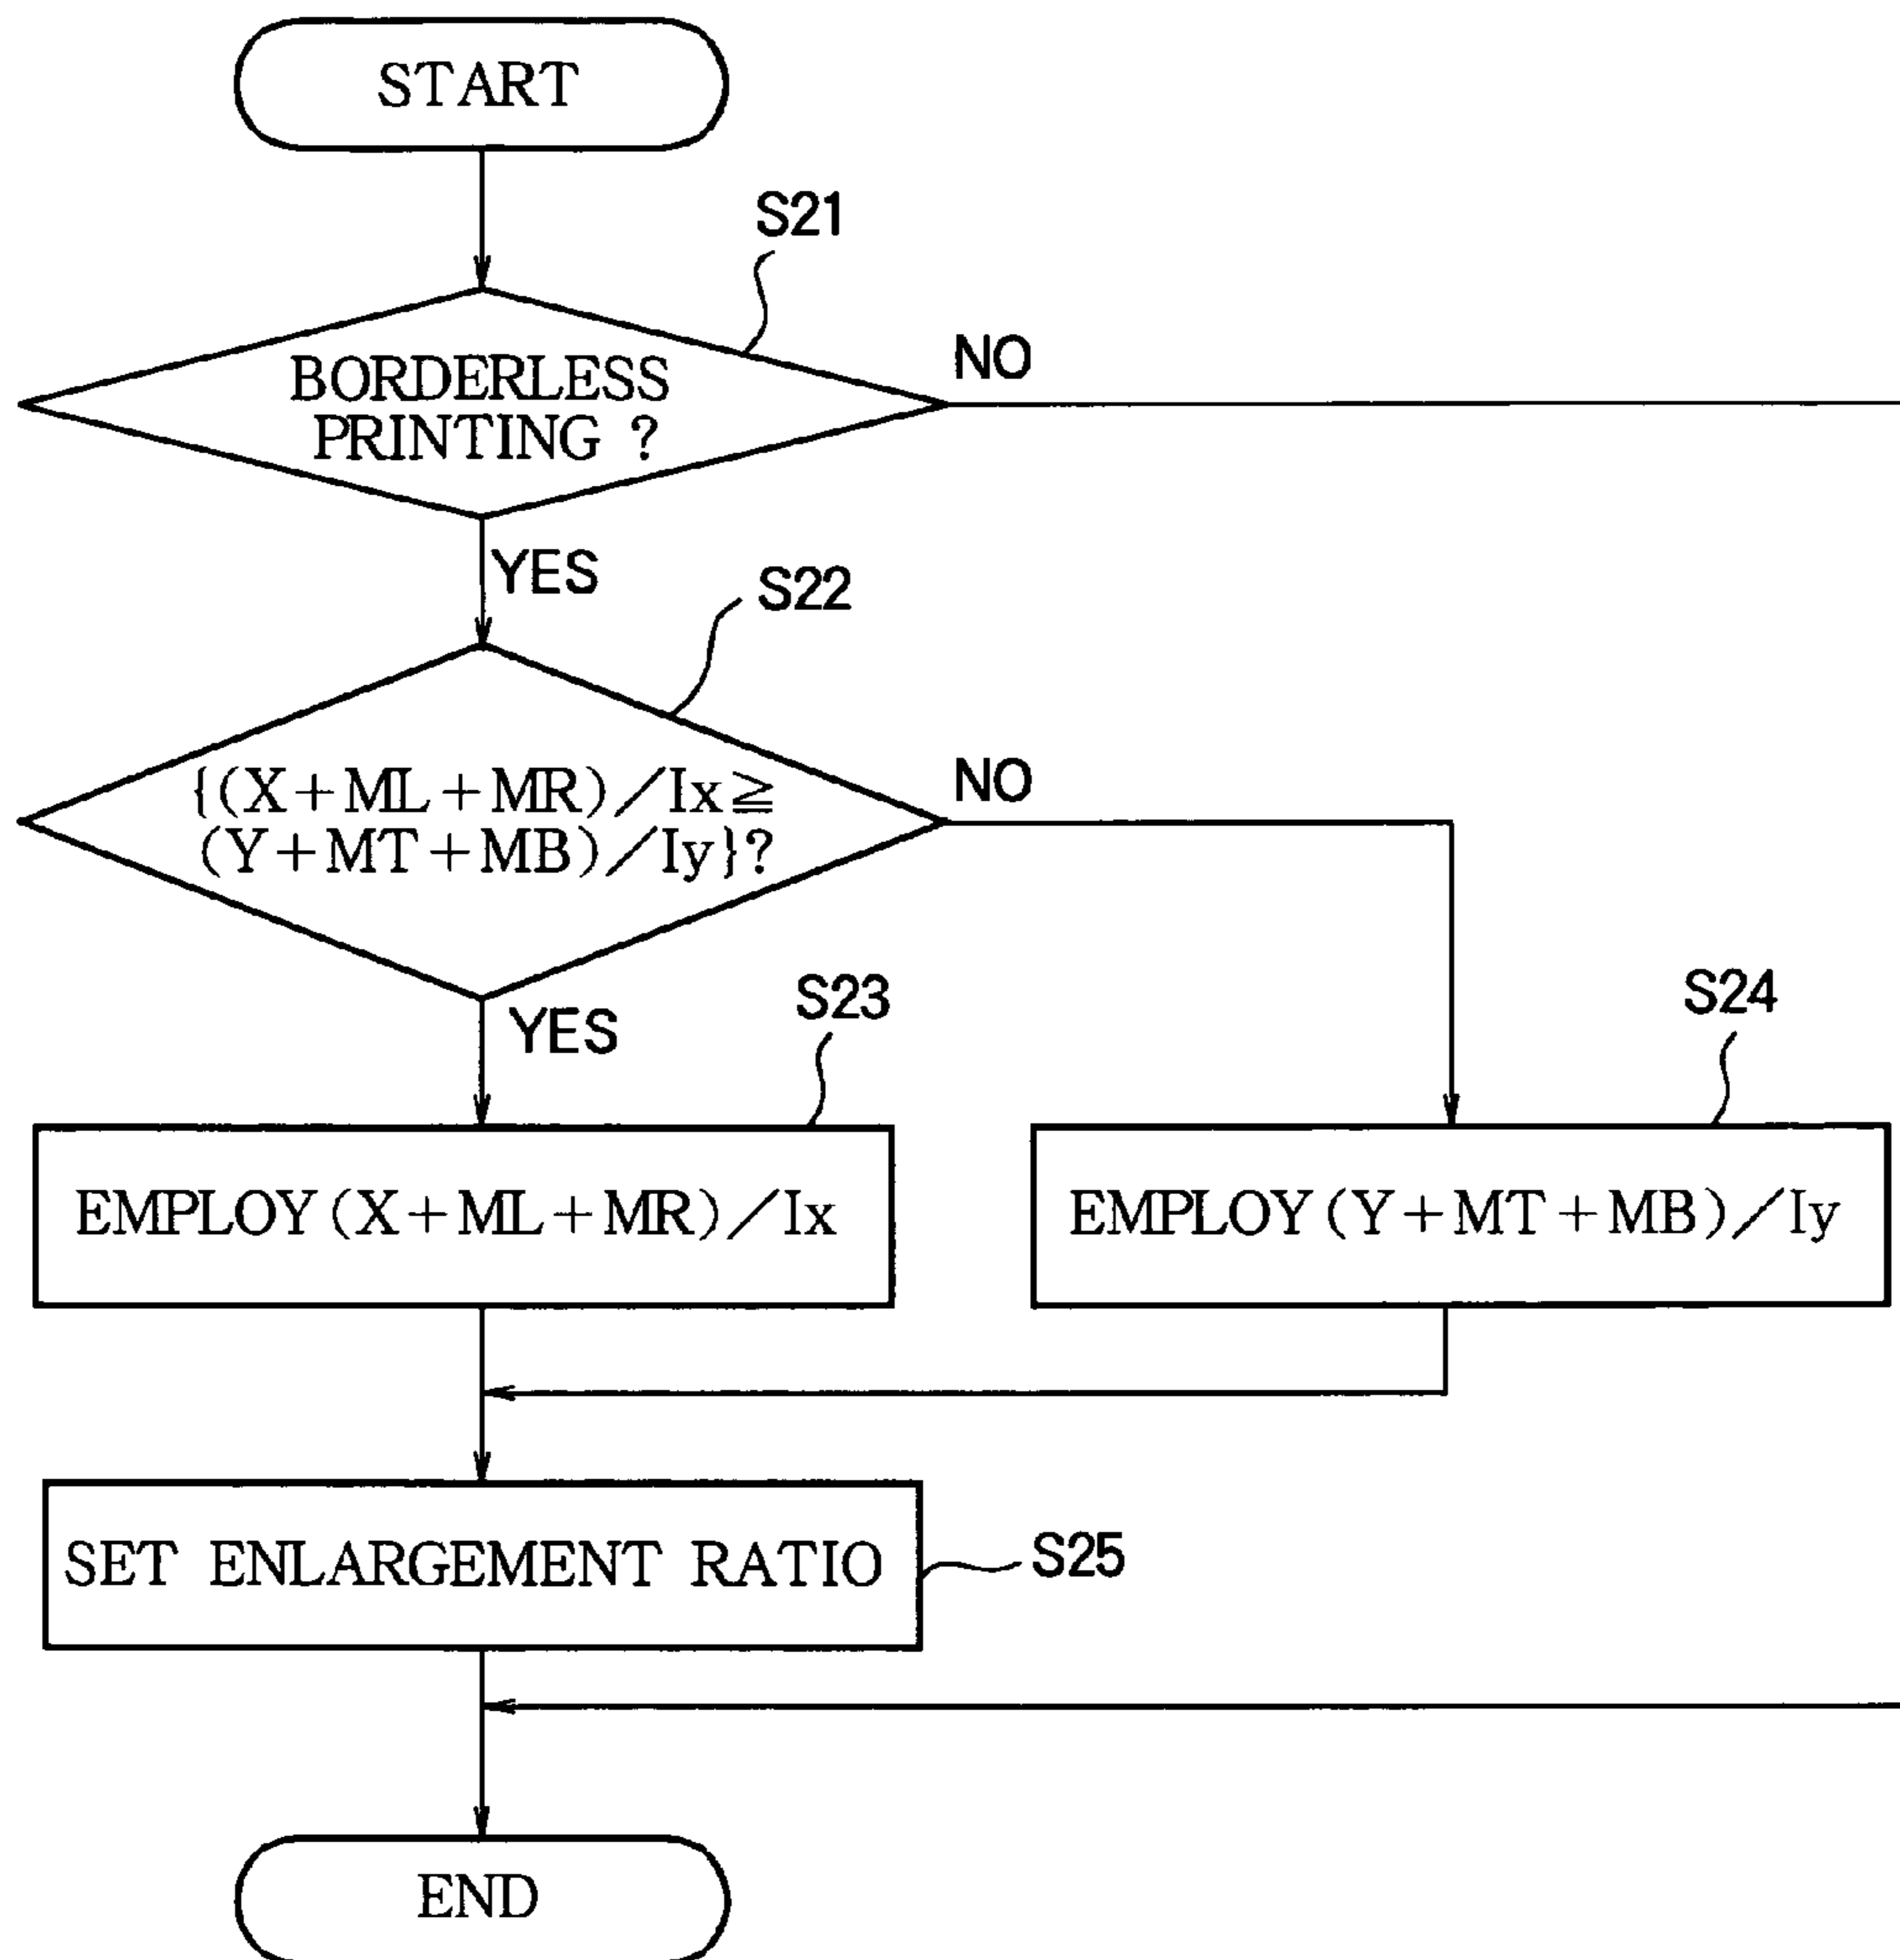 START
S21
BORDERLESS
PRINTING ?
NO
YES
S22
{(X+ML+MR)/Ix≧
(Y+MT+MB)/Iy}?
NO
YES
S23
S24
EMPLOY(X+ML+MR)/Ix
EMPLOY(Y+MT+MB)/Iy
SET ENLARGEMENT RATIO
S25
END